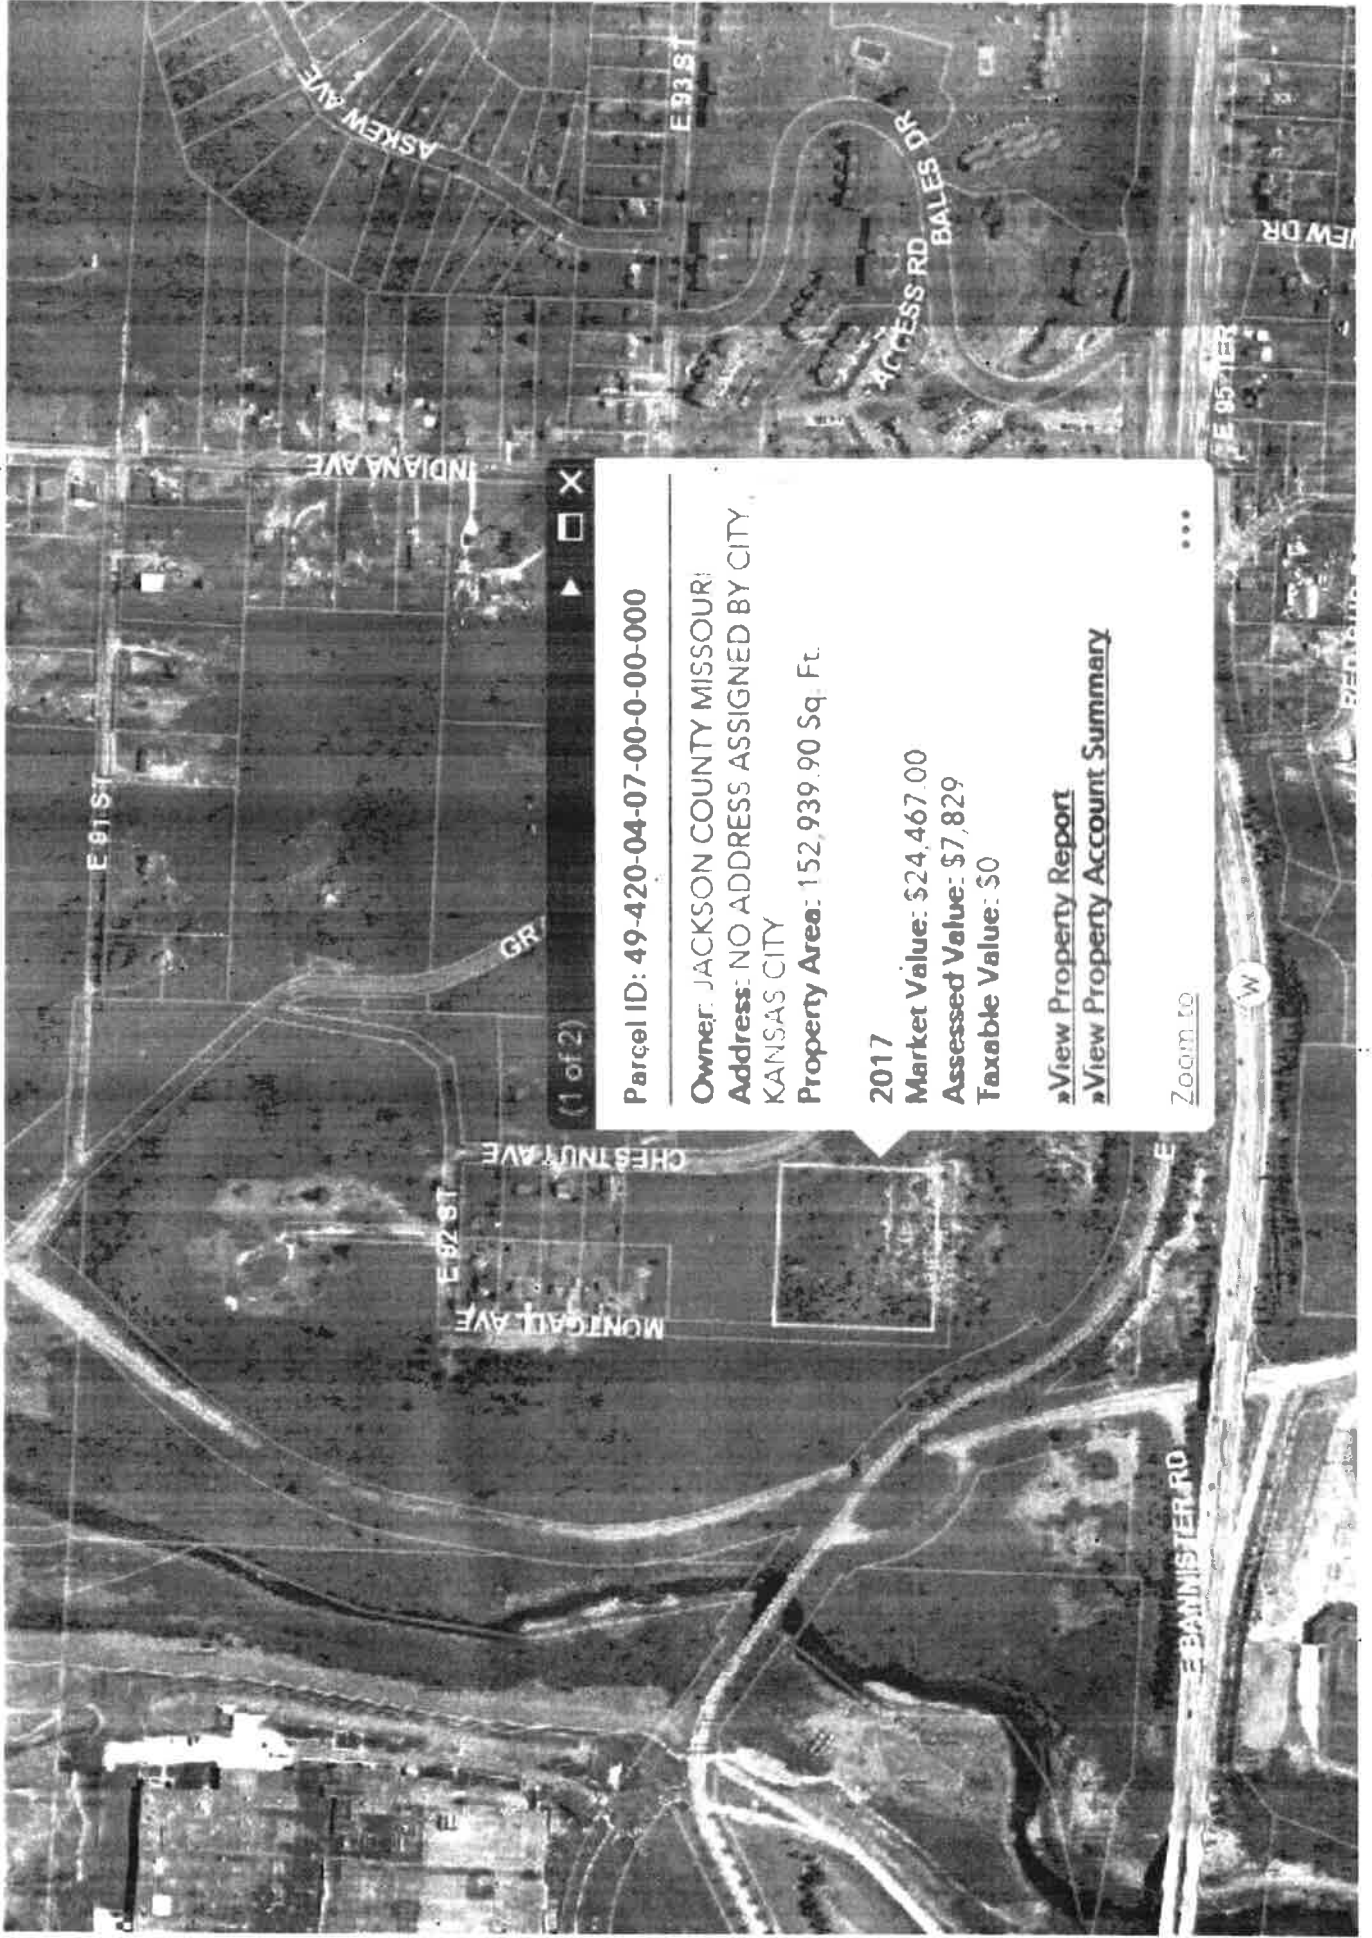 (1 of 2)
Parcel ID: 49-420-04-07-00-0-00-000
Owner: JACKSON COUNTY MISSOURI
Address: NO ADDRESS ASSIGNED BY CITY,
KANSAS CITY
Property Area: 152,939.90 Sq. Ft.
2017
Market Value: $24,467.00
Assessed Value: $7,829
Taxable Value: $0
»View Property Report
»View Property Account Summary
Zoom to
E 91 ST
INDIANA AVE
ASKEW AVE
E 93 ST
BALES DR
ACCESS RD
GR
E 92 ST
CHESTNUT AVE
MONTGALL AVE
E BANNISTER RD
W
E
IEW DR